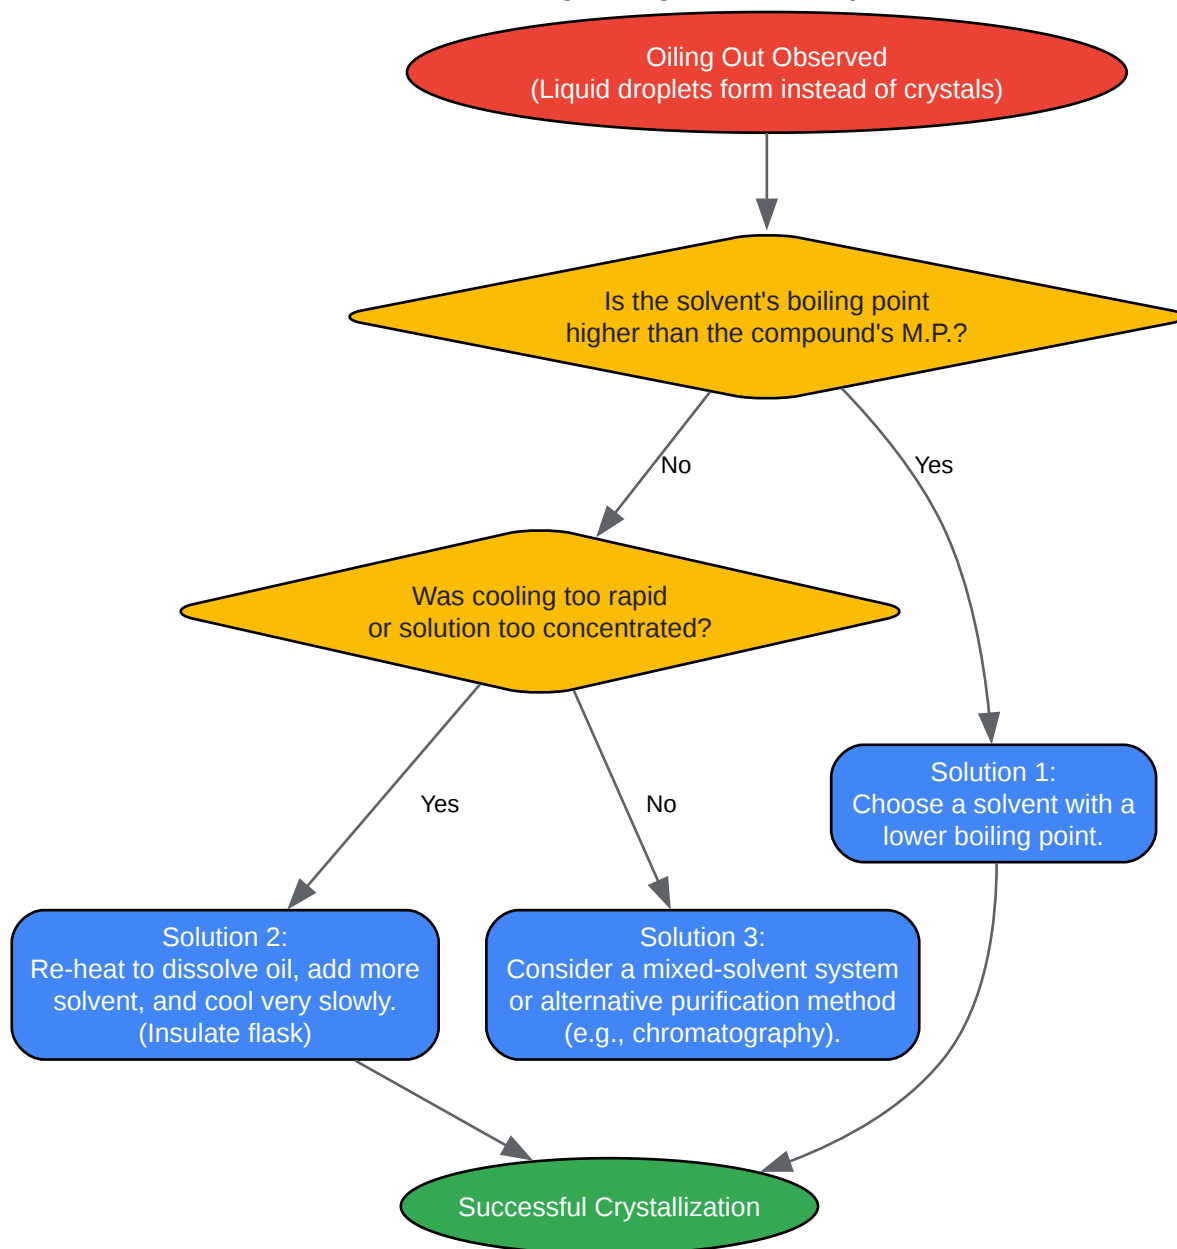 Oiling Out Observed
(Liquid droplets form instead of crystals)
Is the solvent's boiling point
higher than the compound's M.P.?
No
Yes
Was cooling too rapid
or solution too concentrated?
Yes
No
Solution 1:
Choose a solvent with a
lower boiling point.
Solution 2:
Re-heat to dissolve oil, add more
solvent, and cool very slowly.
(Insulate flask)
Solution 3:
Consider a mixed-solvent system
or alternative purification method
(e.g., chromatography).
Successful Crystallization